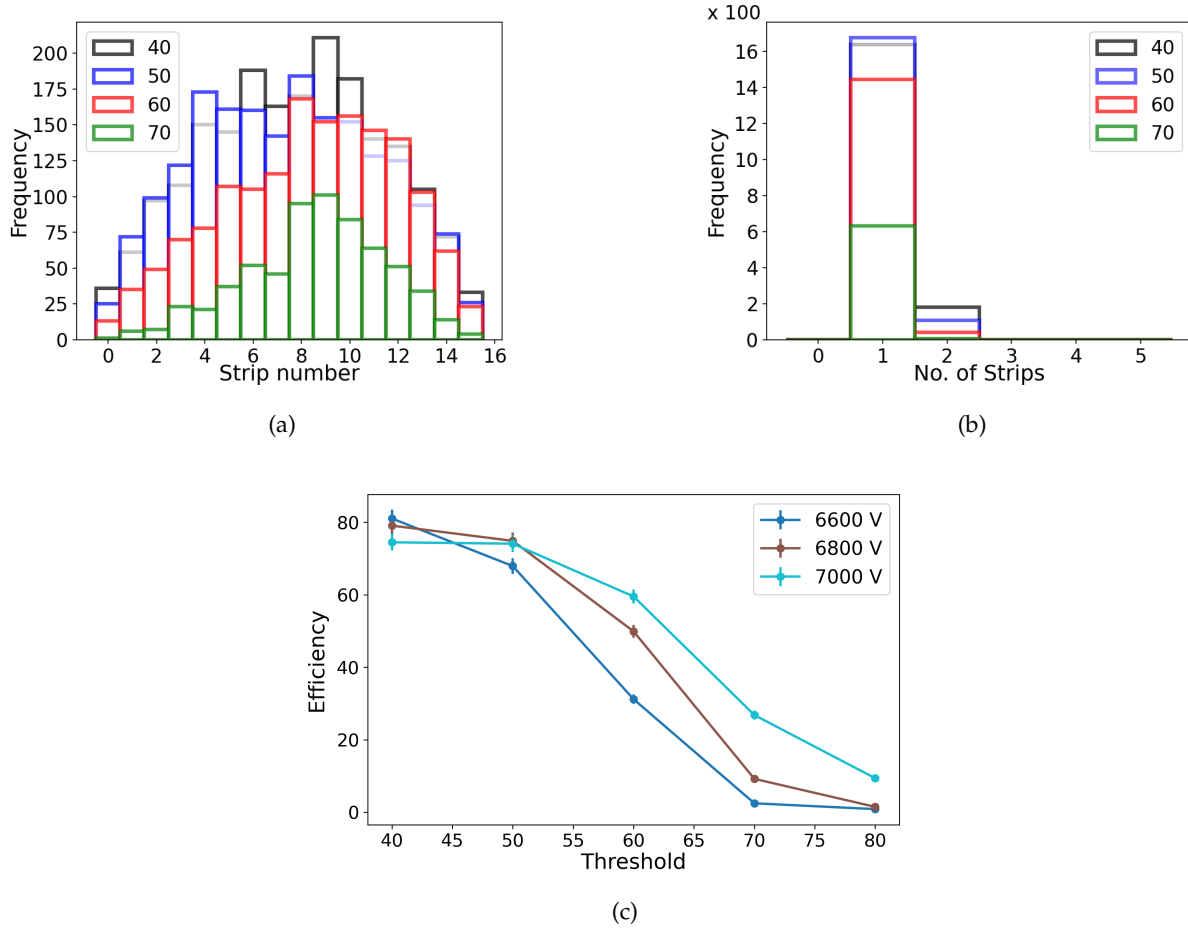 40
50
60
70
200
175
150
125
100
75
50
25
0
Frequency
0 2 4 6 8 10 12 14 16
Strip number
(a)
x 100
40
50
60
70
16
14
12
10
8
6
4
2
0
Frequency
0 1 2 3 4 5
No. of Strips
(b)
6600 V
6800 V
7000 V
80
60
40
20
0
Efficiency
40 45 50 55 60 65 70 75 80
Threshold
(c)